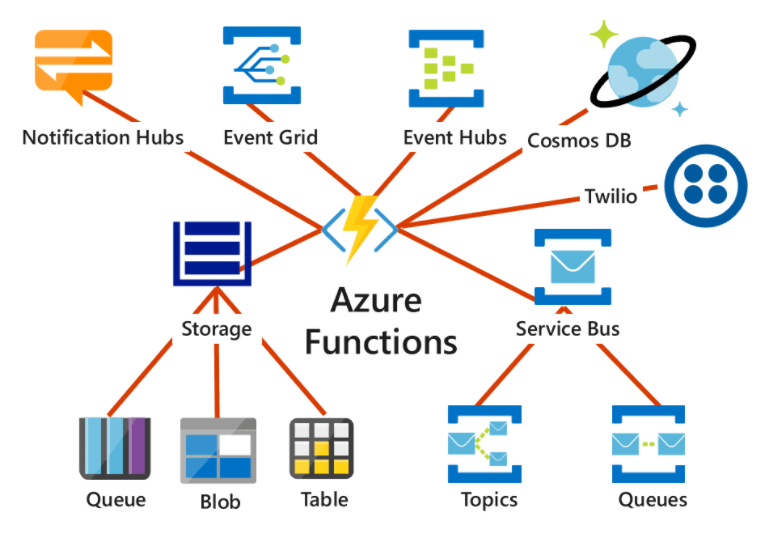 Notification Hubs
Event Grid
Event Hubs
Cosmos DB
Twilio
Azure
Functions
Storage
Service Bus
Queue
Blob
Table
Topics
Queues